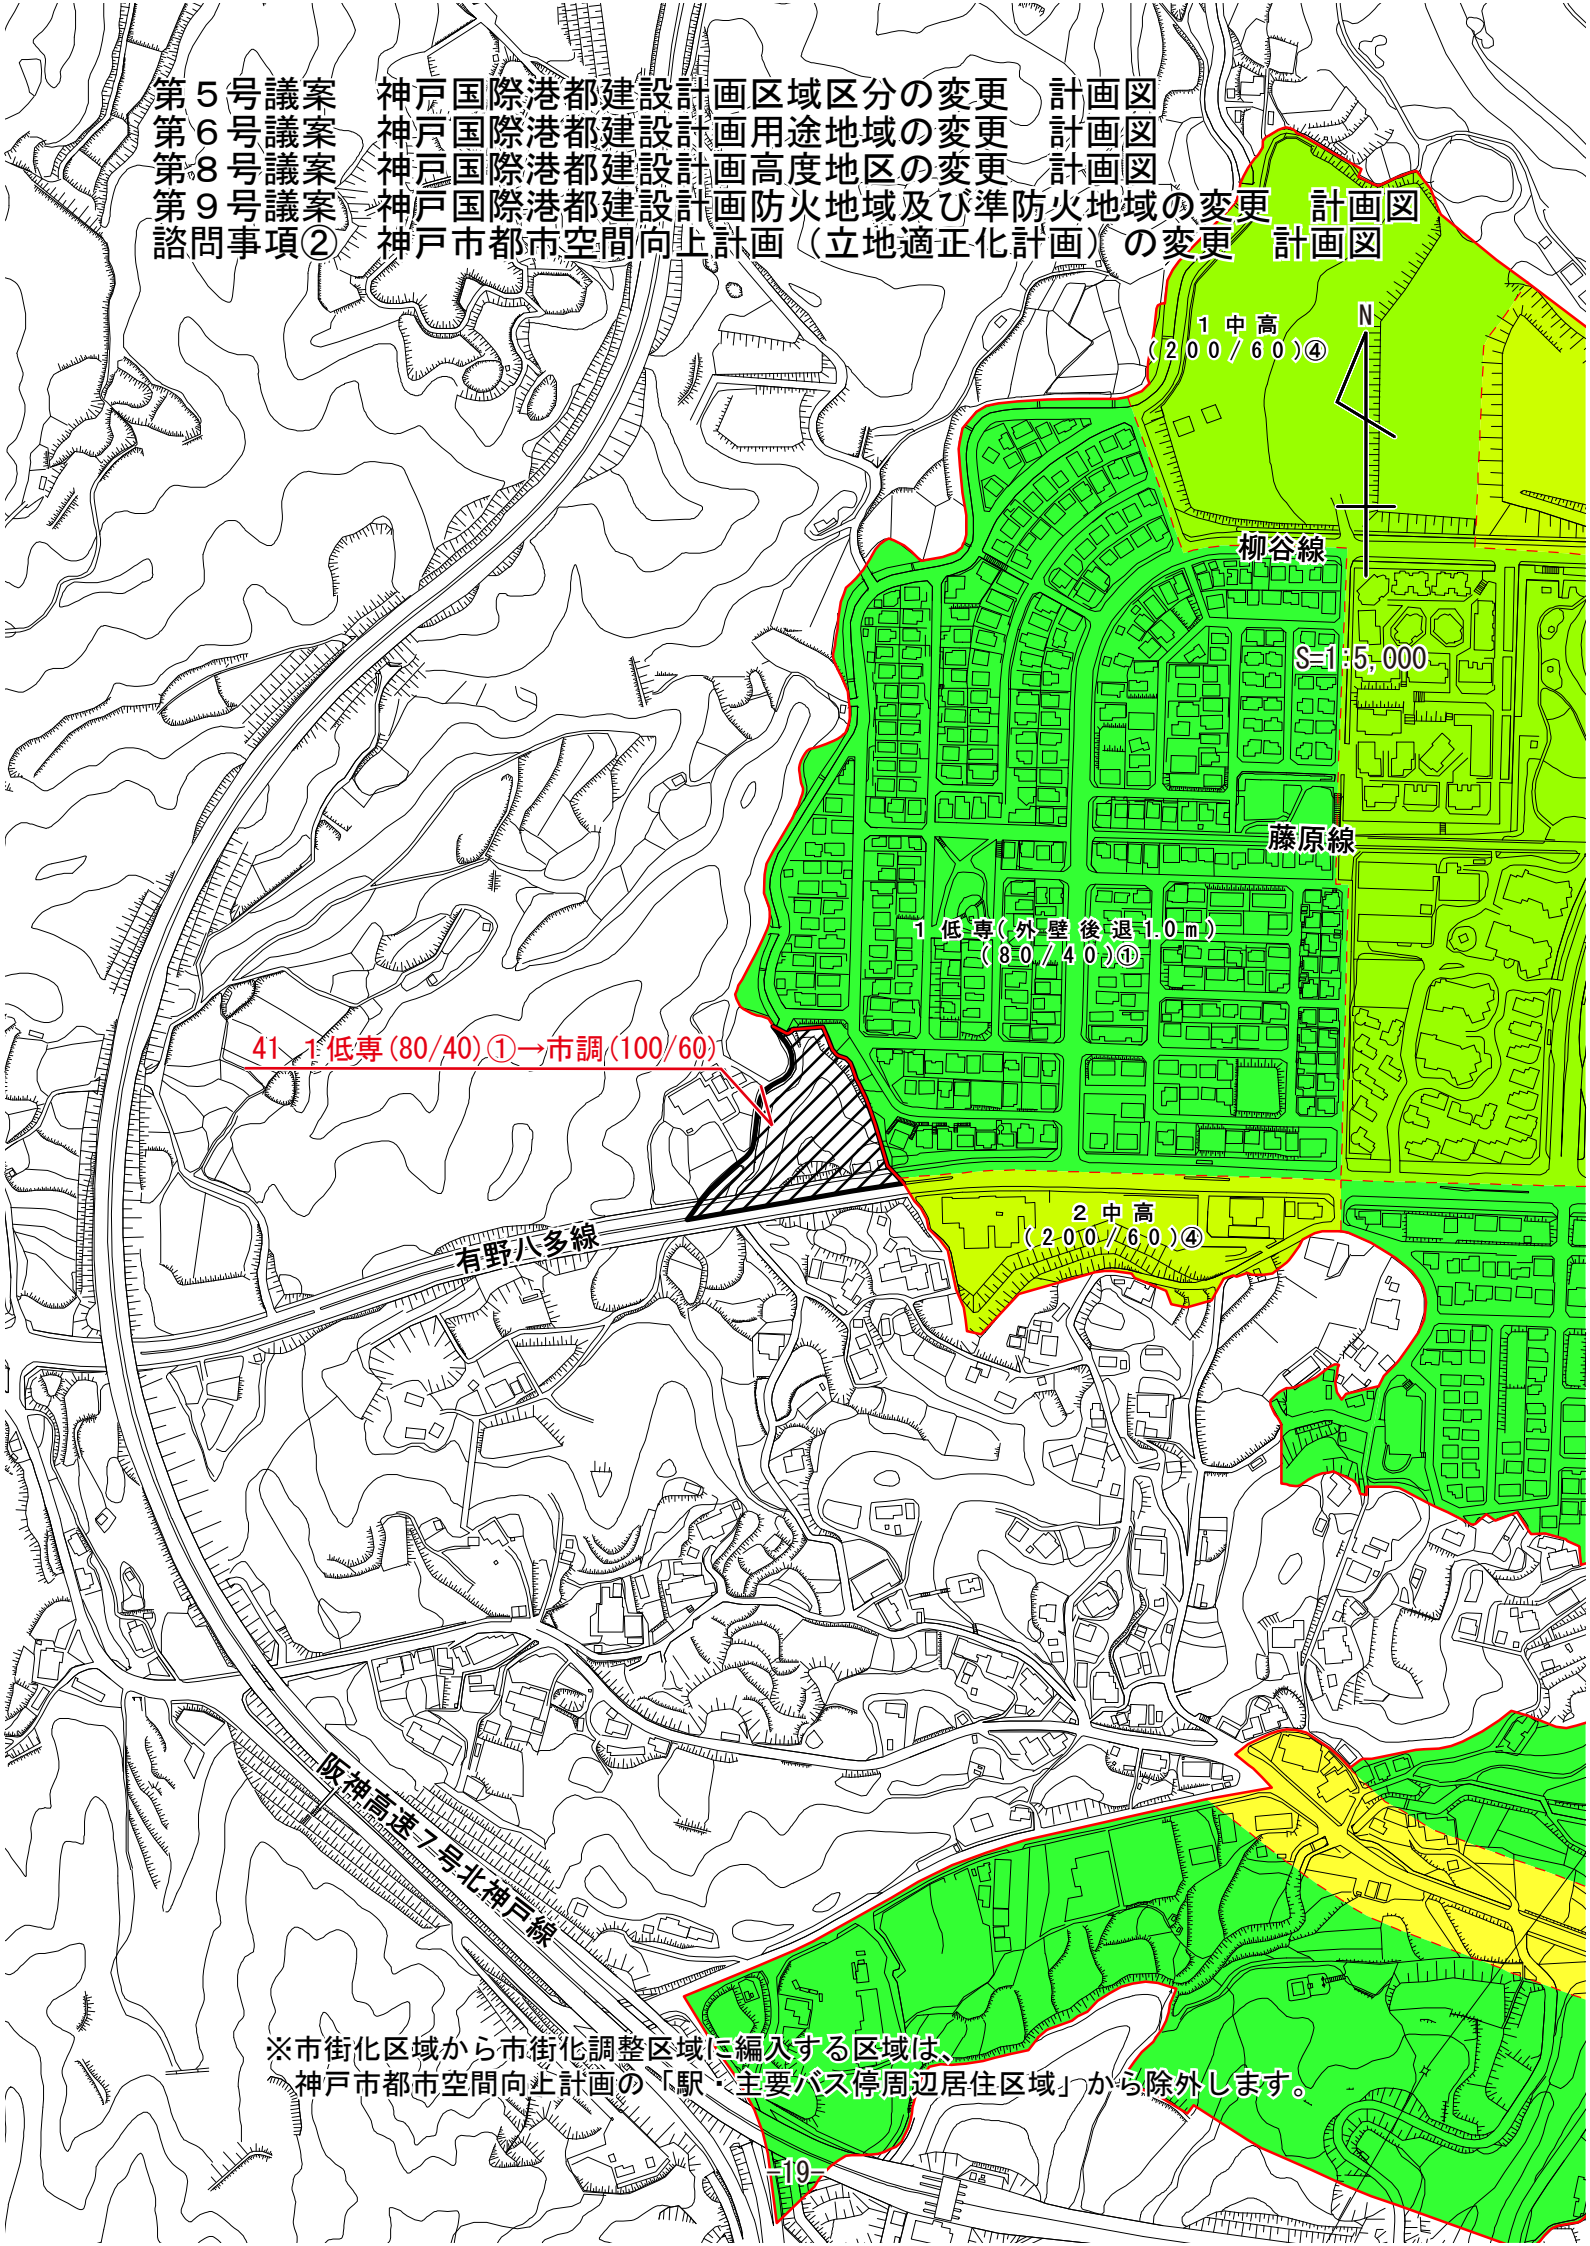 第５号議案　神戸国際港都建設計画区域区分の変更　計画図
第６号議案　神戸国際港都建設計画用途地域の変更　計画図
第８号議案　神戸国際港都建設計画高度地区の変更　計画図
第９号議案　神戸国際港都建設計画防火地域及び準防火地域の変更　計画図
諮問事項②　神戸市都市空間向上計画（立地適正化計画）の変更　計画図
１中高
(200/60)④
N
柳谷線
S=1:5,000
藤原線
１低専(外壁後退1.0m)
(80/40)①
41 1低専(80/40)①→市調(100/60)
２中高
(200/60)④
有野八多線
阪神高速７号北神戸線
※市街化区域から市街化調整区域に編入する区域は、
神戸市都市空間向上計画の「駅・主要バス停周辺居住区域」から除外します。
-19-